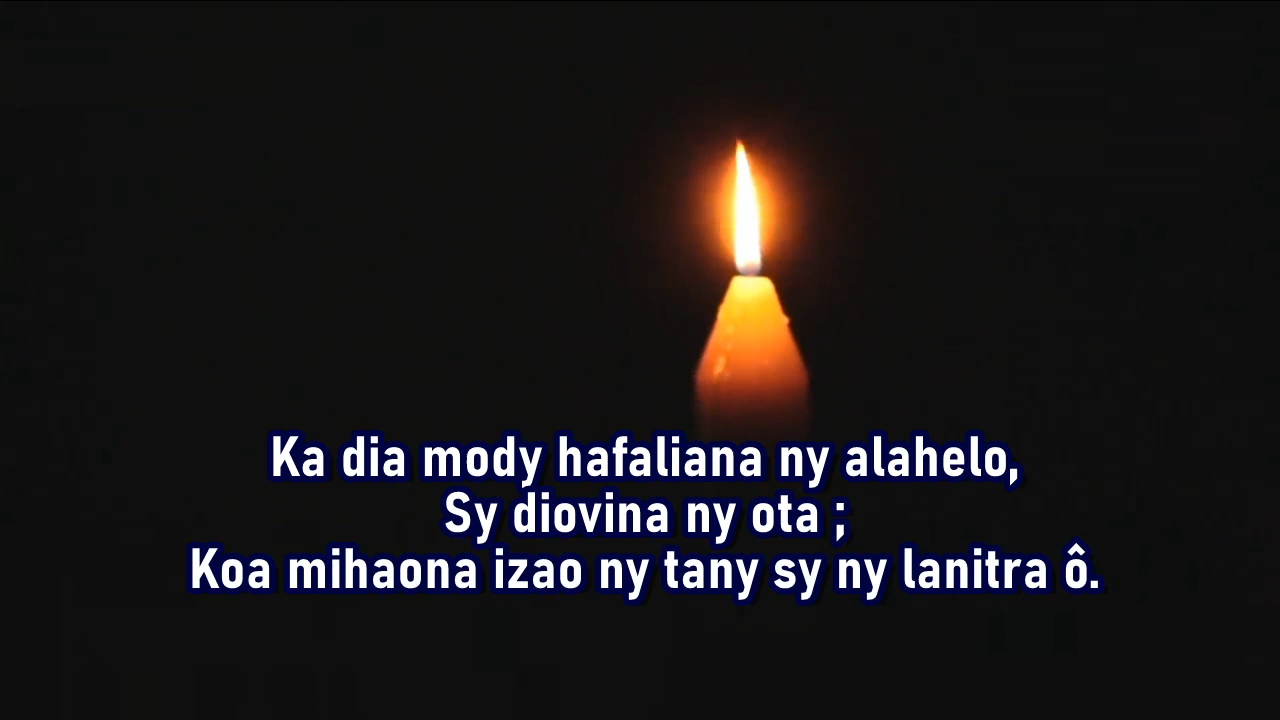 Ka dia mody hafaliana ny alahelo,
Sy diovina ny ota ;
Koa mihaona izao ny tany sy ny lanitra ô.